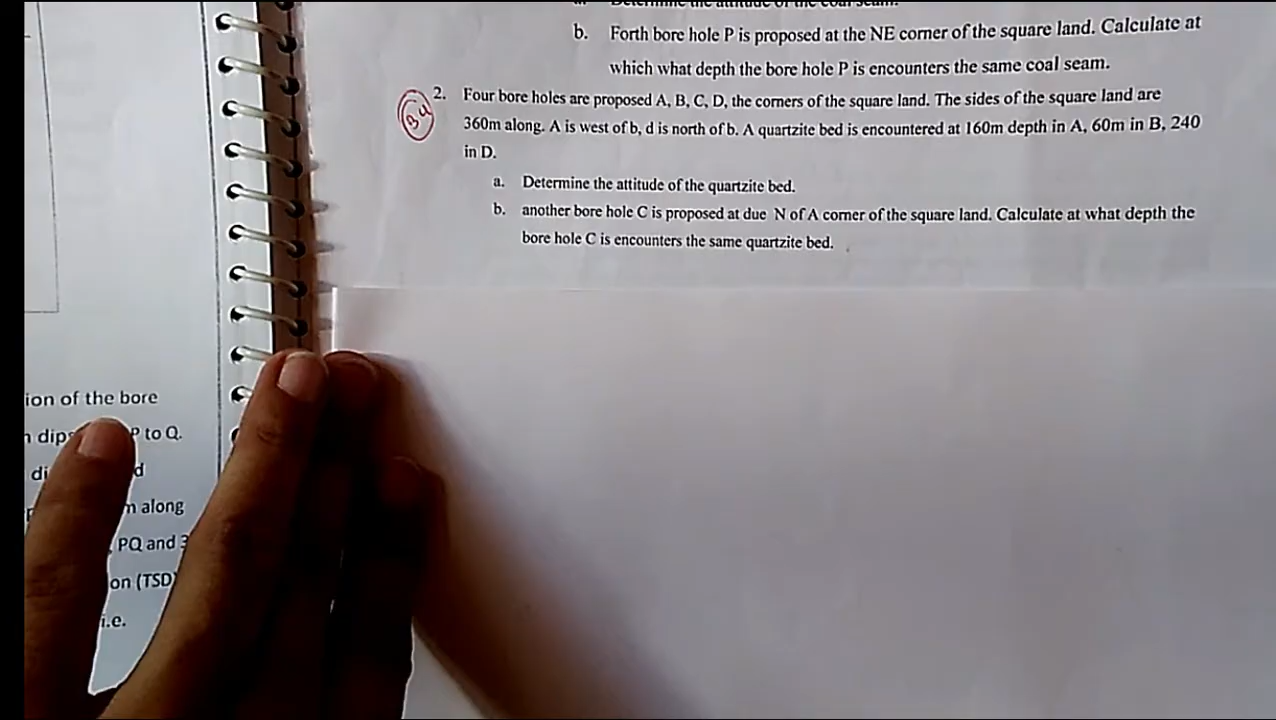 b. Forth bore hole P is proposed at the NE corner of the square land. Calculate at
which what depth the bore hole P is encounters the same coal seam.
2. Four bore holes are proposed A, B, C, D, the corners of the square land. The sides of the square land are
360m along. A is west of b, d is north of b. A quartzite bed is encountered at 160m depth in A, 60m in B, 240
in D.
a. Determine the attitude of the quartzite bed.
b. another bore hole C is proposed at due N of A corner of the square land. Calculate at what depth the
bore hole C is encounters the same quartzite bed.
ion of the bore
P to Q.
di
along
PQ and 3
on (TSD)
i.e.